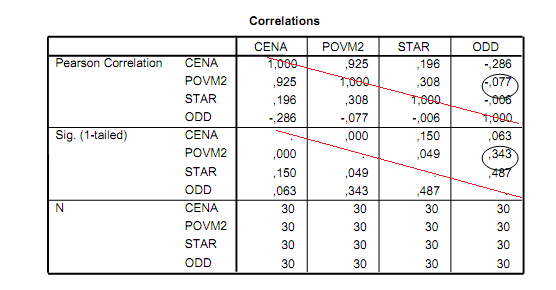 Correlations
CENA POVM2 STAR ODD
Pearson Correlation CENA 1,000 ,925 ,196 -,286
POVM2 ,925 1,000 ,308 -,077
STAR ,196 ,308 1,000 -,006
ODD -,286 -,077 -,006 1,000
Sig. (1-tailed) CENA . ,000 ,150 ,063
POVM2 ,000 . ,049 ,343
STAR ,150 ,049 . ,487
ODD ,063 ,343 ,487 .
N CENA 30 30 30 30
POVM2 30 30 30 30
STAR 30 30 30 30
ODD 30 30 30 30